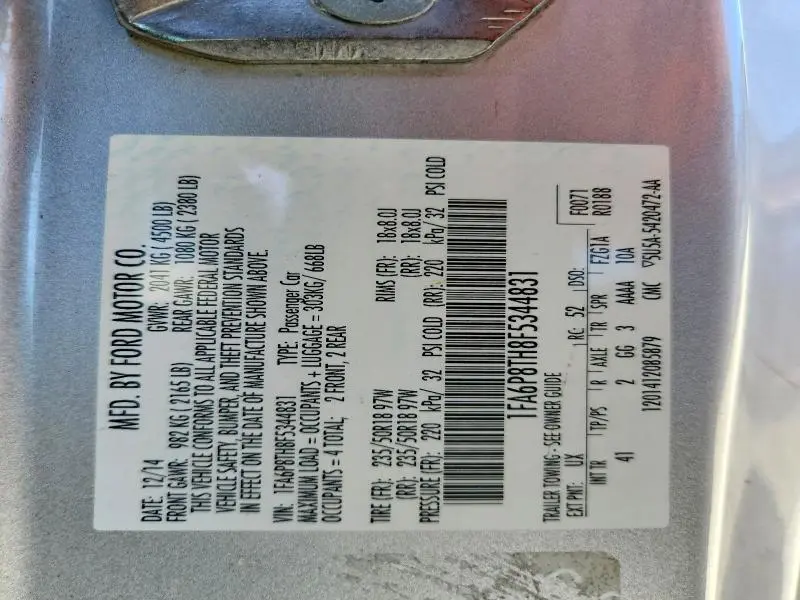 MFD. BY FORD MOTOR CO.
DATE: 12/14 GVWR: 2041 KG (4500 LB)
FRONT GAWR: 982 KG (2165 LB) REAR GAWR: 1080 KG (2380 LB)
THIS VEHICLE CONFORMS TO ALL APPLICABLE FEDERAL MOTOR
VEHICLE SAFETY, BUMPER, AND THEFT PREVENTION STANDARDS
IN EFFECT ON THE DATE OF MANUFACTURE SHOWN ABOVE.
VIN: 1FA6P8TH8F5344831 TYPE: Passenger Car
MAXIMUM LOAD = OCCUPANTS + LUGGAGE = 303KG / 668LB
OCCUPANTS = 4 TOTAL; 2 FRONT, 2 REAR
TIRE (FR): 235/50R18 97W RIMS (FR): 18x8.0J
(RR): 235/50R18 97W (RR): 18x8.0J
PRESSURE (FR): 220 kPa/ 32 PSI COLD (RR): 220 kPa/ 32 PSI COLD
1FA6P8TH8F5344831
TRAILER TOWING - SEE OWNER GUIDE F0071
EXT PNT: UX RC: 52 DSO: R0188
INT TR TP/PS R AXLE TR SPR FZG1A
41 2 GG 3 AAAA 10A
1201412085879 CMC ▽5U5A-5420472-AA